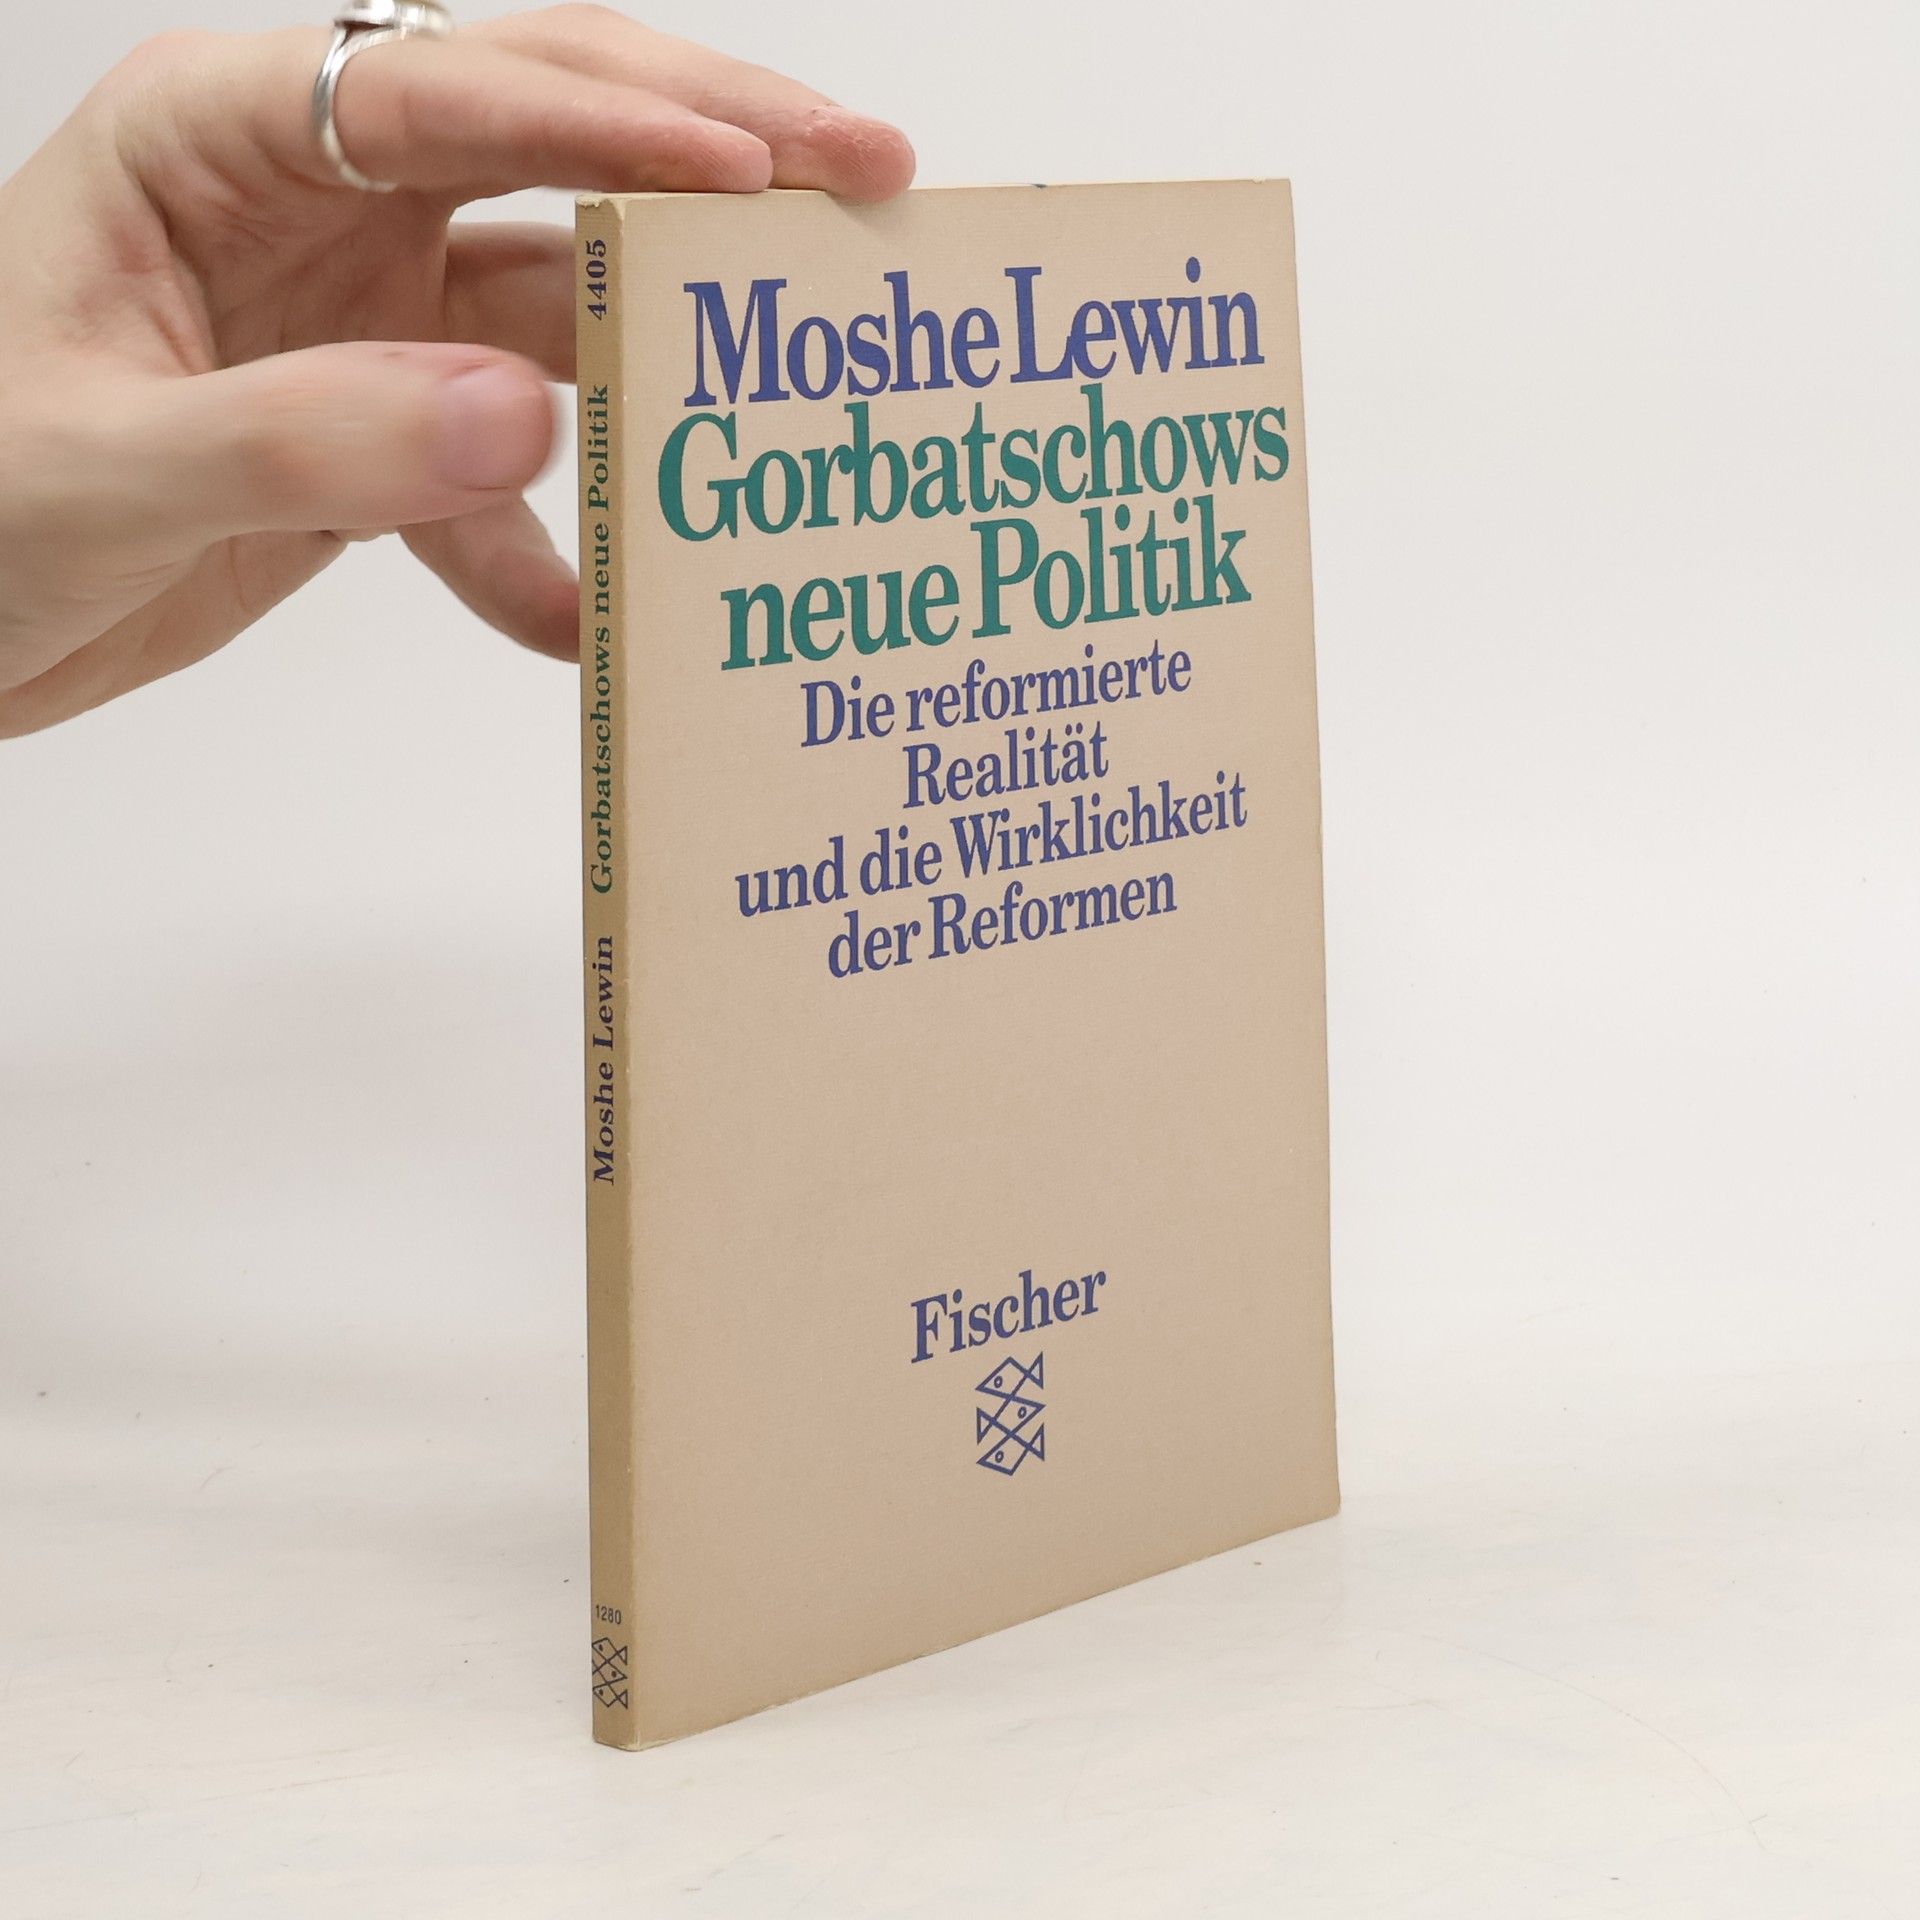 Moshe Lewin
Gorbatschows
neue Politik
Die reformierte
Realität
und die Wirklichkeit
der Reformen
Fischer
Moshe Lewin Gorbatschows neue Politik 4405
1280